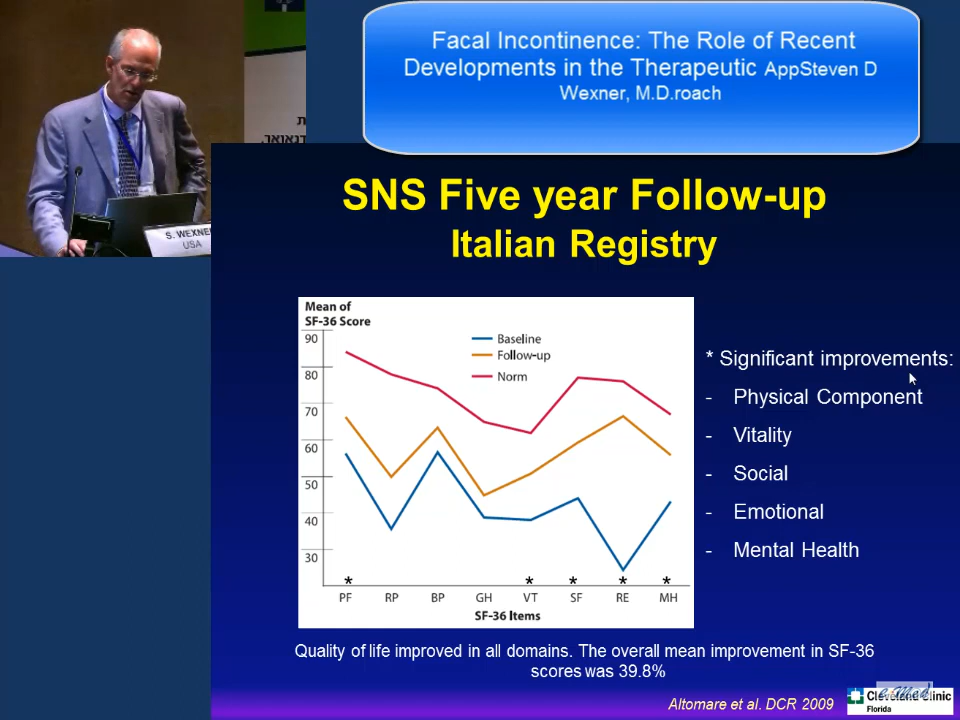 Facal Incontinence: The Role of Recent
Developments in the Therapeutic AppSteven D
Wexner, M.D.roach
S. WEXNER
USA
SNS Five year Follow-up
Italian Registry
Mean of
SF-36 Score
90
80
70
60
50
40
30
Baseline
Follow-up
Norm
* * * * *
PF RP BP GH VT SF RE MH
SF-36 Items
* Significant improvements:
- Physical Component
- Vitality
- Social
- Emotional
- Mental Health
Quality of life improved in all domains. The overall mean improvement in SF-36
scores was 39.8%
Altomare et al. DCR 2009
Cleveland Clinic
Florida
e-Med